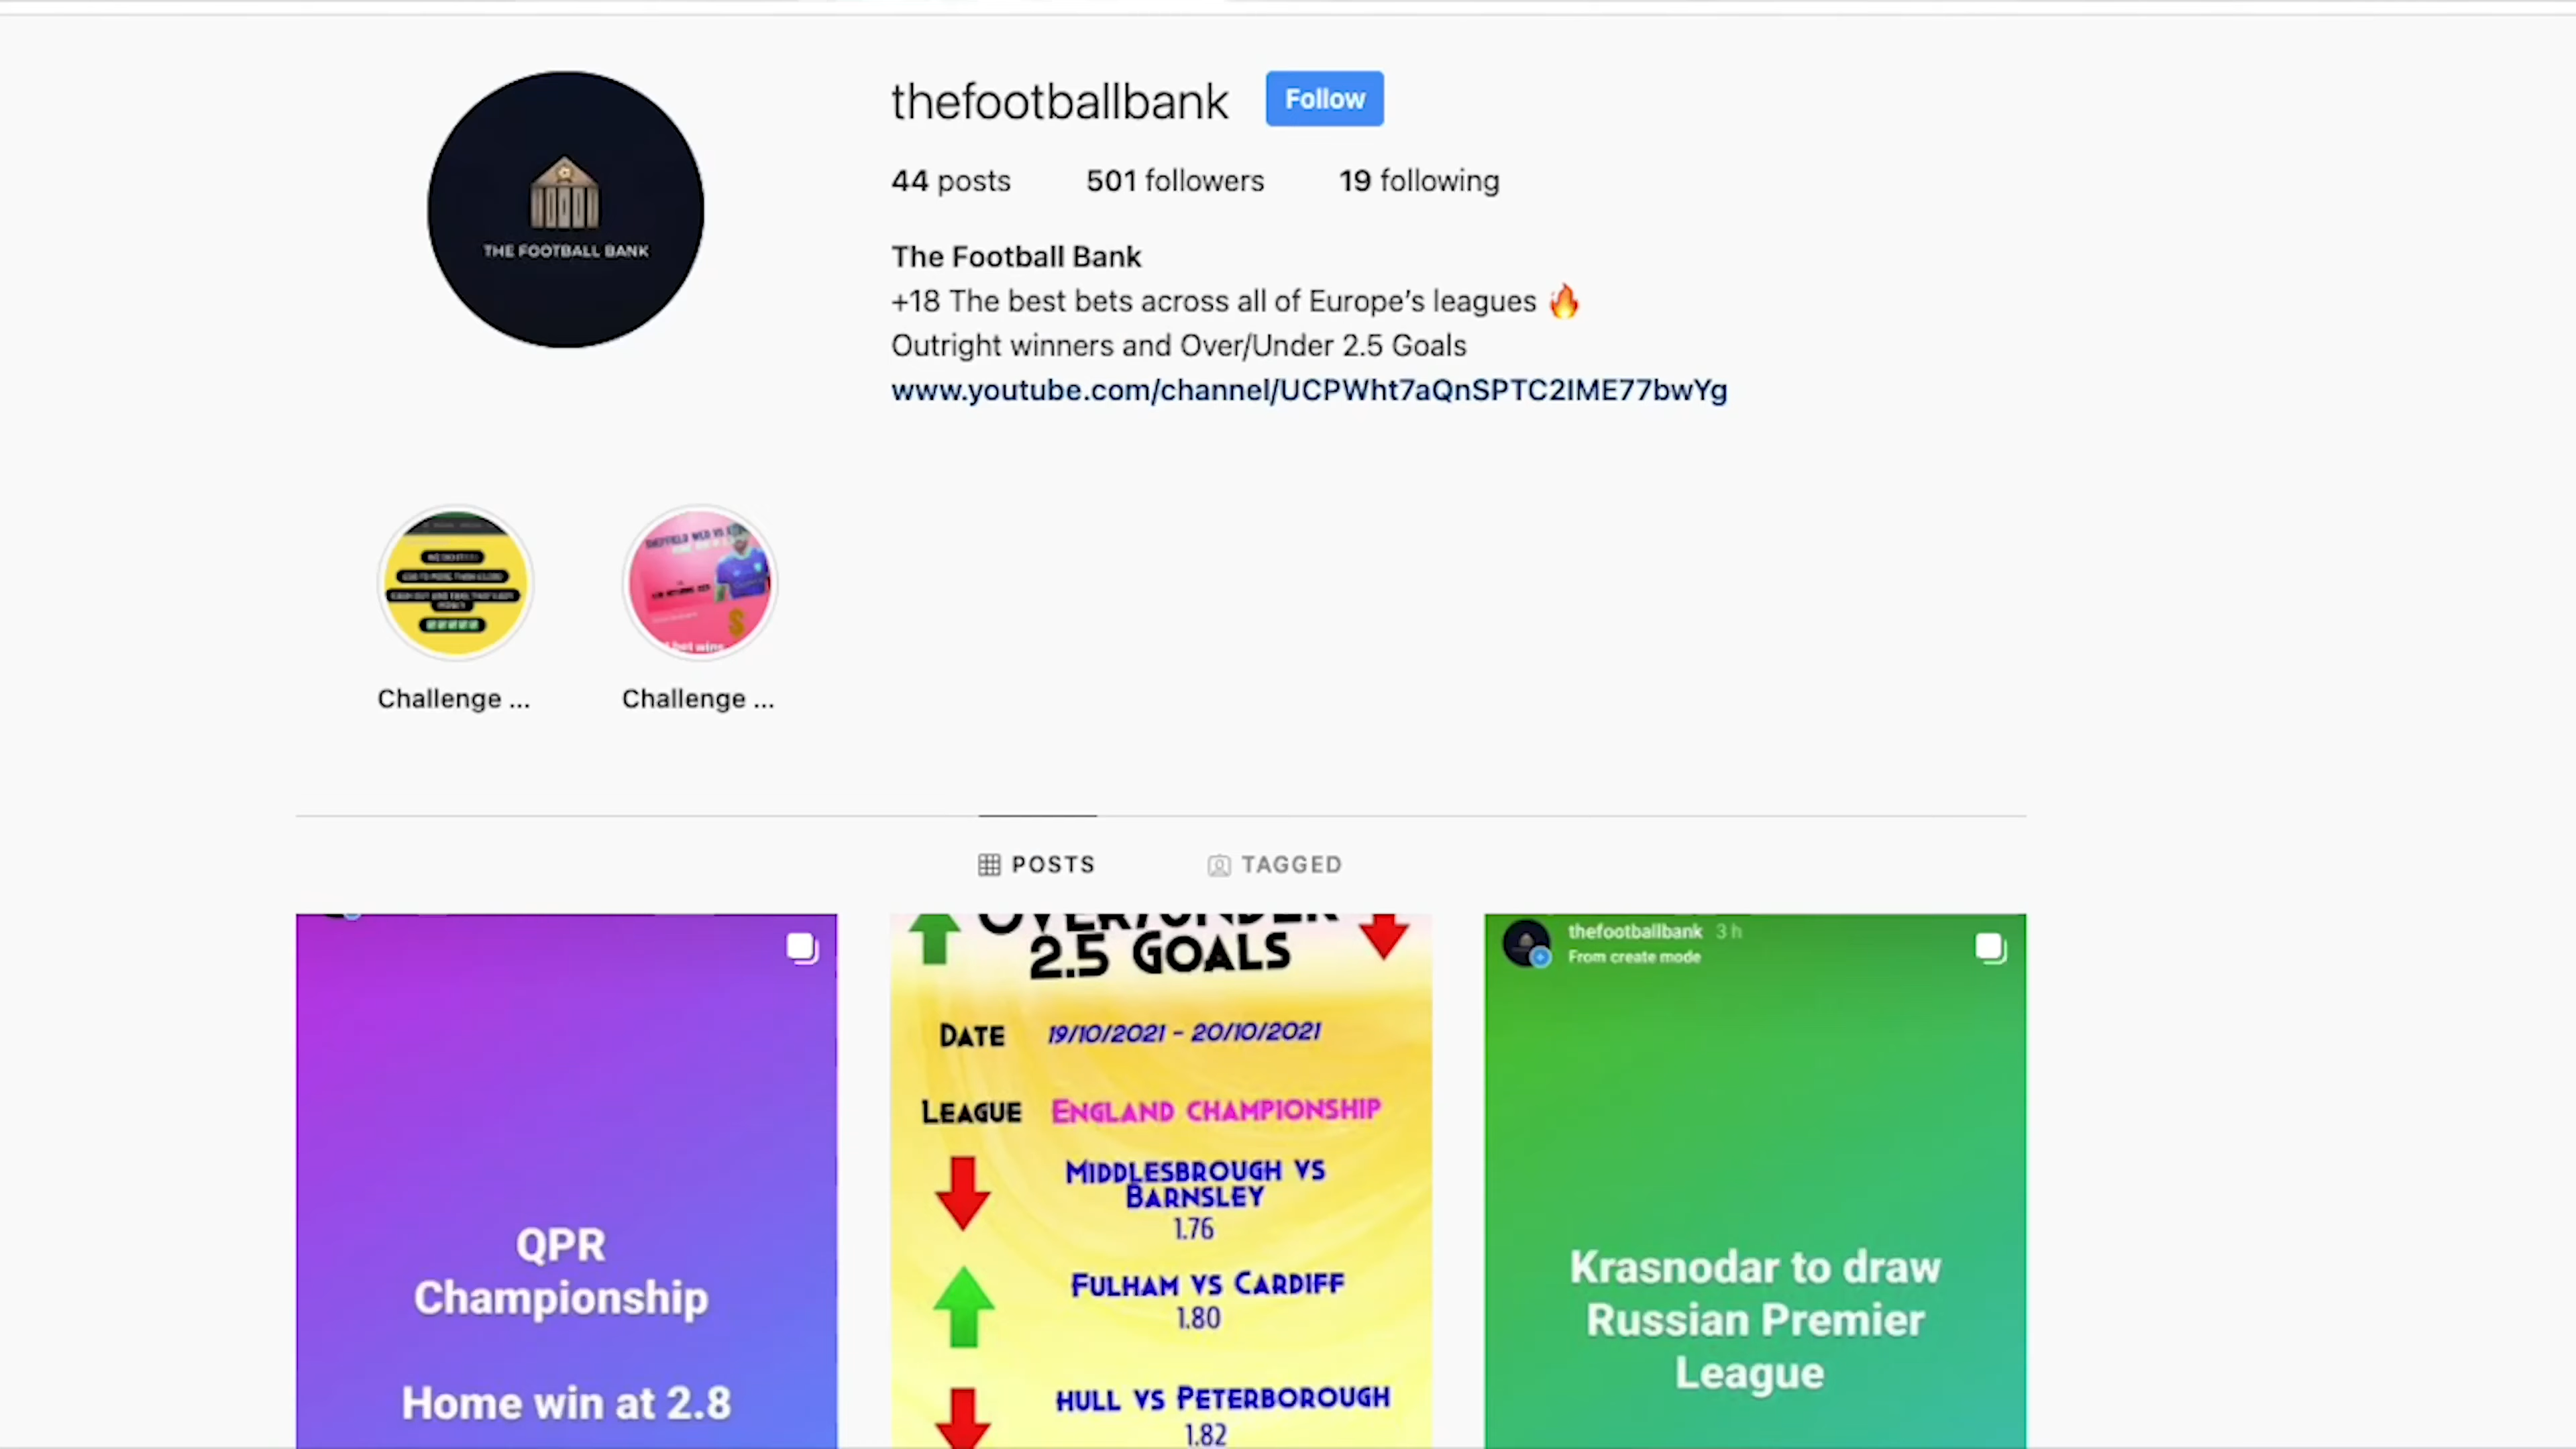 thefootballbank
Follow
44 posts 501 followers 19 following
THE FOOTBALL BANK
The Football Bank
+18 The best bets across all of Europe’s leagues 🔥
Outright winners and Over/Under 2.5 Goals
www.youtube.com/channel/UCPWht7aQnSPTC2IME77bwYg
Challenge ...
Challenge ...
POSTS
TAGGED
QPR
Championship
Home win at 2.8
OVER/UNDER
2.5 GOALS
DATE 19/10/2021 - 20/10/2021
LEAGUE ENGLAND CHAMPIONSHIP
MIDDLESBROUGH VS
BARNSLEY
1.76
FULHAM VS CARDIFF
1.80
HULL VS PETERBOROUGH
1.82
thefootballbank 3 h
From create mode
Krasnodar to draw
Russian Premier
League